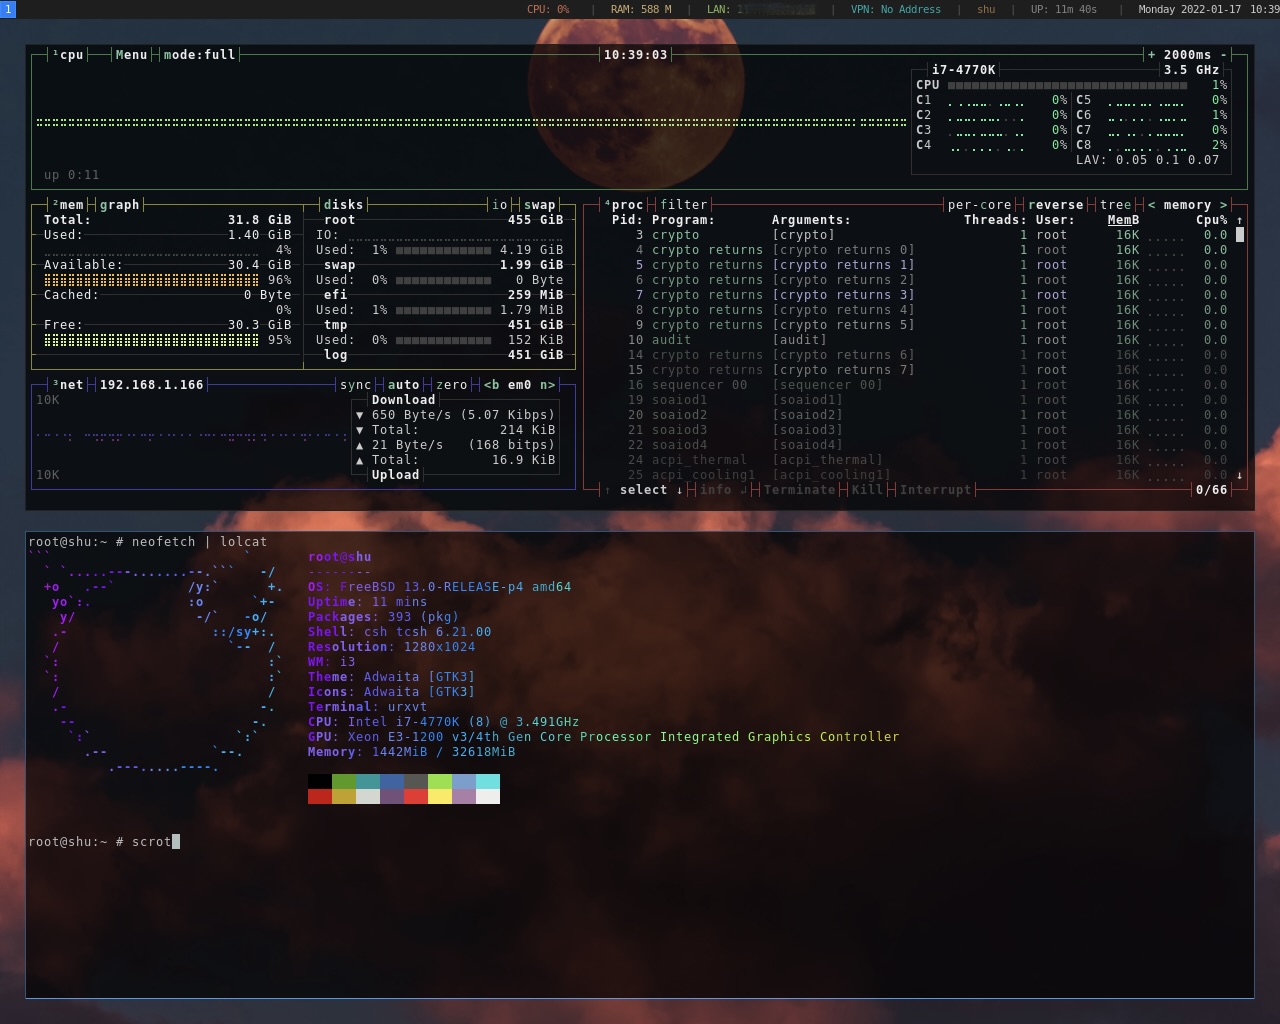 1 CPU: 0% | RAM: 588 M | LAN: | VPN: No Address | shu | UP: 11m 40s | Monday 2022-01-17 10:39
¹cpu Menu mode:full 10:39:03 + 2000ms -
i7-4770K 3.5 GHz
CPU 1%
C1 0% C5 0%
C2 0% C6 1%
C3 0% C7 0%
C4 0% C8 2%
LAV: 0.05 0.1 0.07
up 0:11
²mem graph disks io swap
Total: 31.8 GiB root 455 GiB
Used: 1.40 GiB IO:
4% Used: 1% 4.19 GiB
Available: 30.4 GiB swap 1.99 GiB
96% Used: 0% 0 Byte
Cached: 0 Byte efi 259 MiB
0% Used: 1% 1.79 MiB
Free: 30.3 GiB tmp 451 GiB
95% Used: 0% 152 KiB
log 451 GiB
³net 192.168.1.166 sync auto zero <b em0 n>
10K Download
▼ 650 Byte/s (5.07 Kibps)
▼ Total: 214 KiB
▲ 21 Byte/s (168 bitps)
▲ Total: 16.9 KiB
10K Upload
⁴proc filter per-core reverse tree < memory >
Pid: Program: Arguments: Threads: User: MemB Cpu% ↑
3 crypto [crypto] 1 root 16K ..... 0.0
4 crypto returns [crypto returns 0] 1 root 16K ..... 0.0
5 crypto returns [crypto returns 1] 1 root 16K ..... 0.0
6 crypto returns [crypto returns 2] 1 root 16K ..... 0.0
7 crypto returns [crypto returns 3] 1 root 16K ..... 0.0
8 crypto returns [crypto returns 4] 1 root 16K ..... 0.0
9 crypto returns [crypto returns 5] 1 root 16K ..... 0.0
10 audit [audit] 1 root 16K ..... 0.0
14 crypto returns [crypto returns 6] 1 root 16K ..... 0.0
15 crypto returns [crypto returns 7] 1 root 16K ..... 0.0
16 sequencer 00 [sequencer 00] 1 root 16K ..... 0.0
19 soaiod1 [soaiod1] 1 root 16K ..... 0.0
20 soaiod2 [soaiod2] 1 root 16K ..... 0.0
21 soaiod3 [soaiod3] 1 root 16K ..... 0.0
22 soaiod4 [soaiod4] 1 root 16K ..... 0.0
24 acpi_thermal [acpi_thermal] 1 root 16K ..... 0.0
25 acpi_cooling1 [acpi_cooling1] 1 root 16K ..... 0.0 ↓
↑ select ↓ info ↲ Terminate Kill Interrupt 0/66
root@shu:~ # neofetch | lolcat
root@shu
--------
OS: FreeBSD 13.0-RELEASE-p4 amd64
Uptime: 11 mins
Packages: 393 (pkg)
Shell: csh tcsh 6.21.00
Resolution: 1280x1024
WM: i3
Theme: Adwaita [GTK3]
Icons: Adwaita [GTK3]
Terminal: urxvt
CPU: Intel i7-4770K (8) @ 3.491GHz
GPU: Xeon E3-1200 v3/4th Gen Core Processor Integrated Graphics Controller
Memory: 1442MiB / 32618MiB
root@shu:~ # scrot